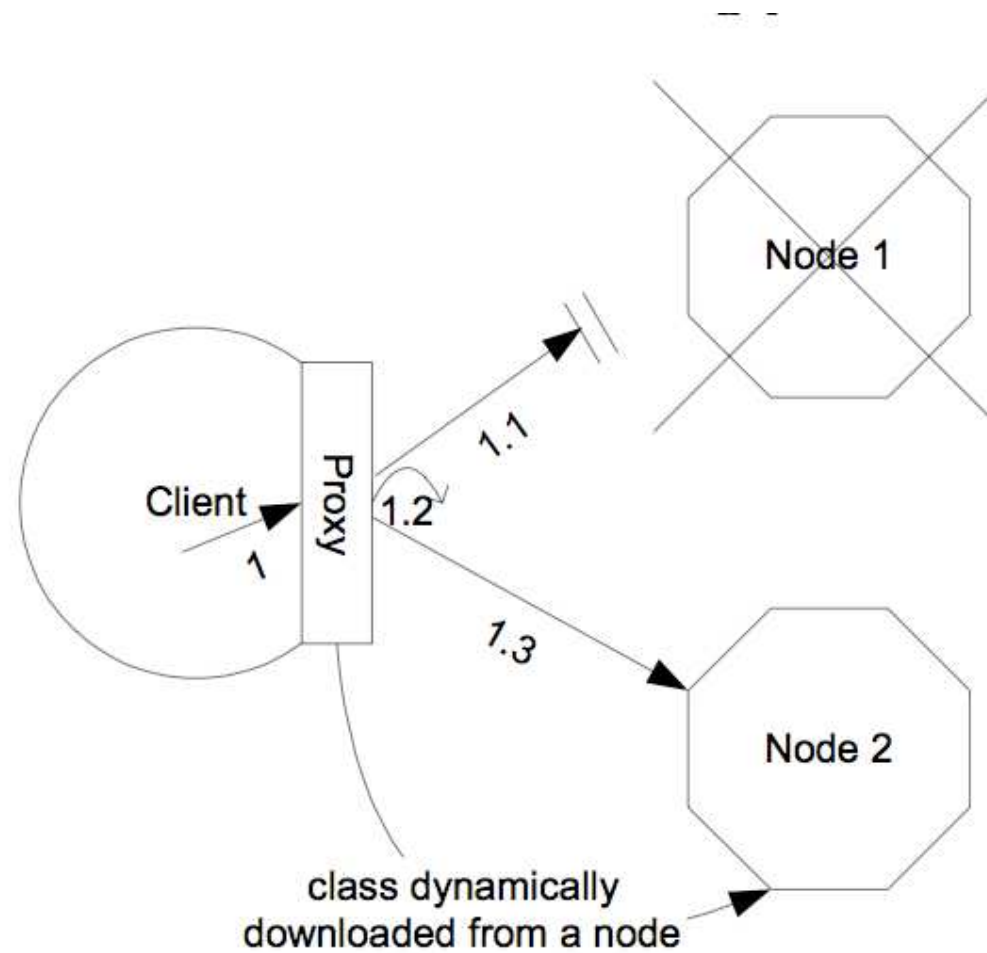 Node 1
1.1
Proxy
Client
1.2
1
1.3
Node 2
class dynamically
downloaded from a node